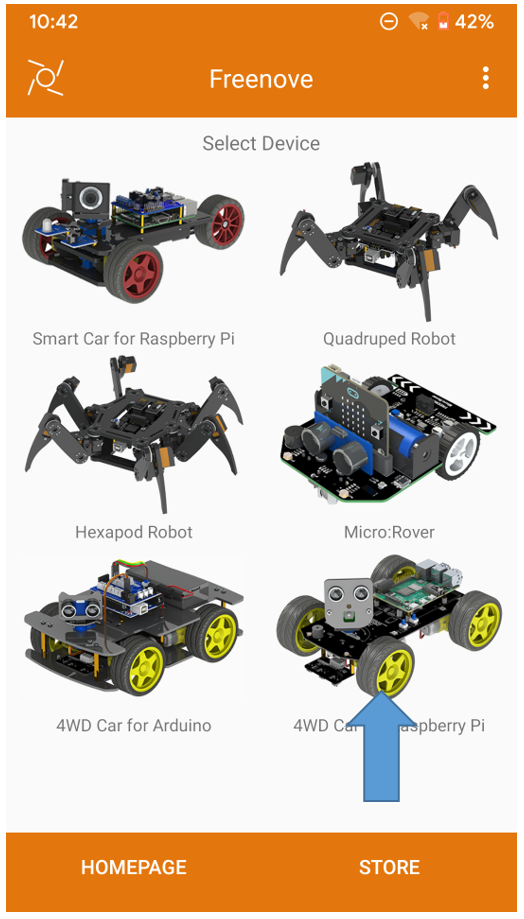 10:42
42%
Freenove
Select Device
Smart Car for Raspberry Pi
Quadruped Robot
Hexapod Robot
Micro:Rover
4WD Car for Arduino
4WD Ca aspberry Pi
HOMEPAGE
STORE